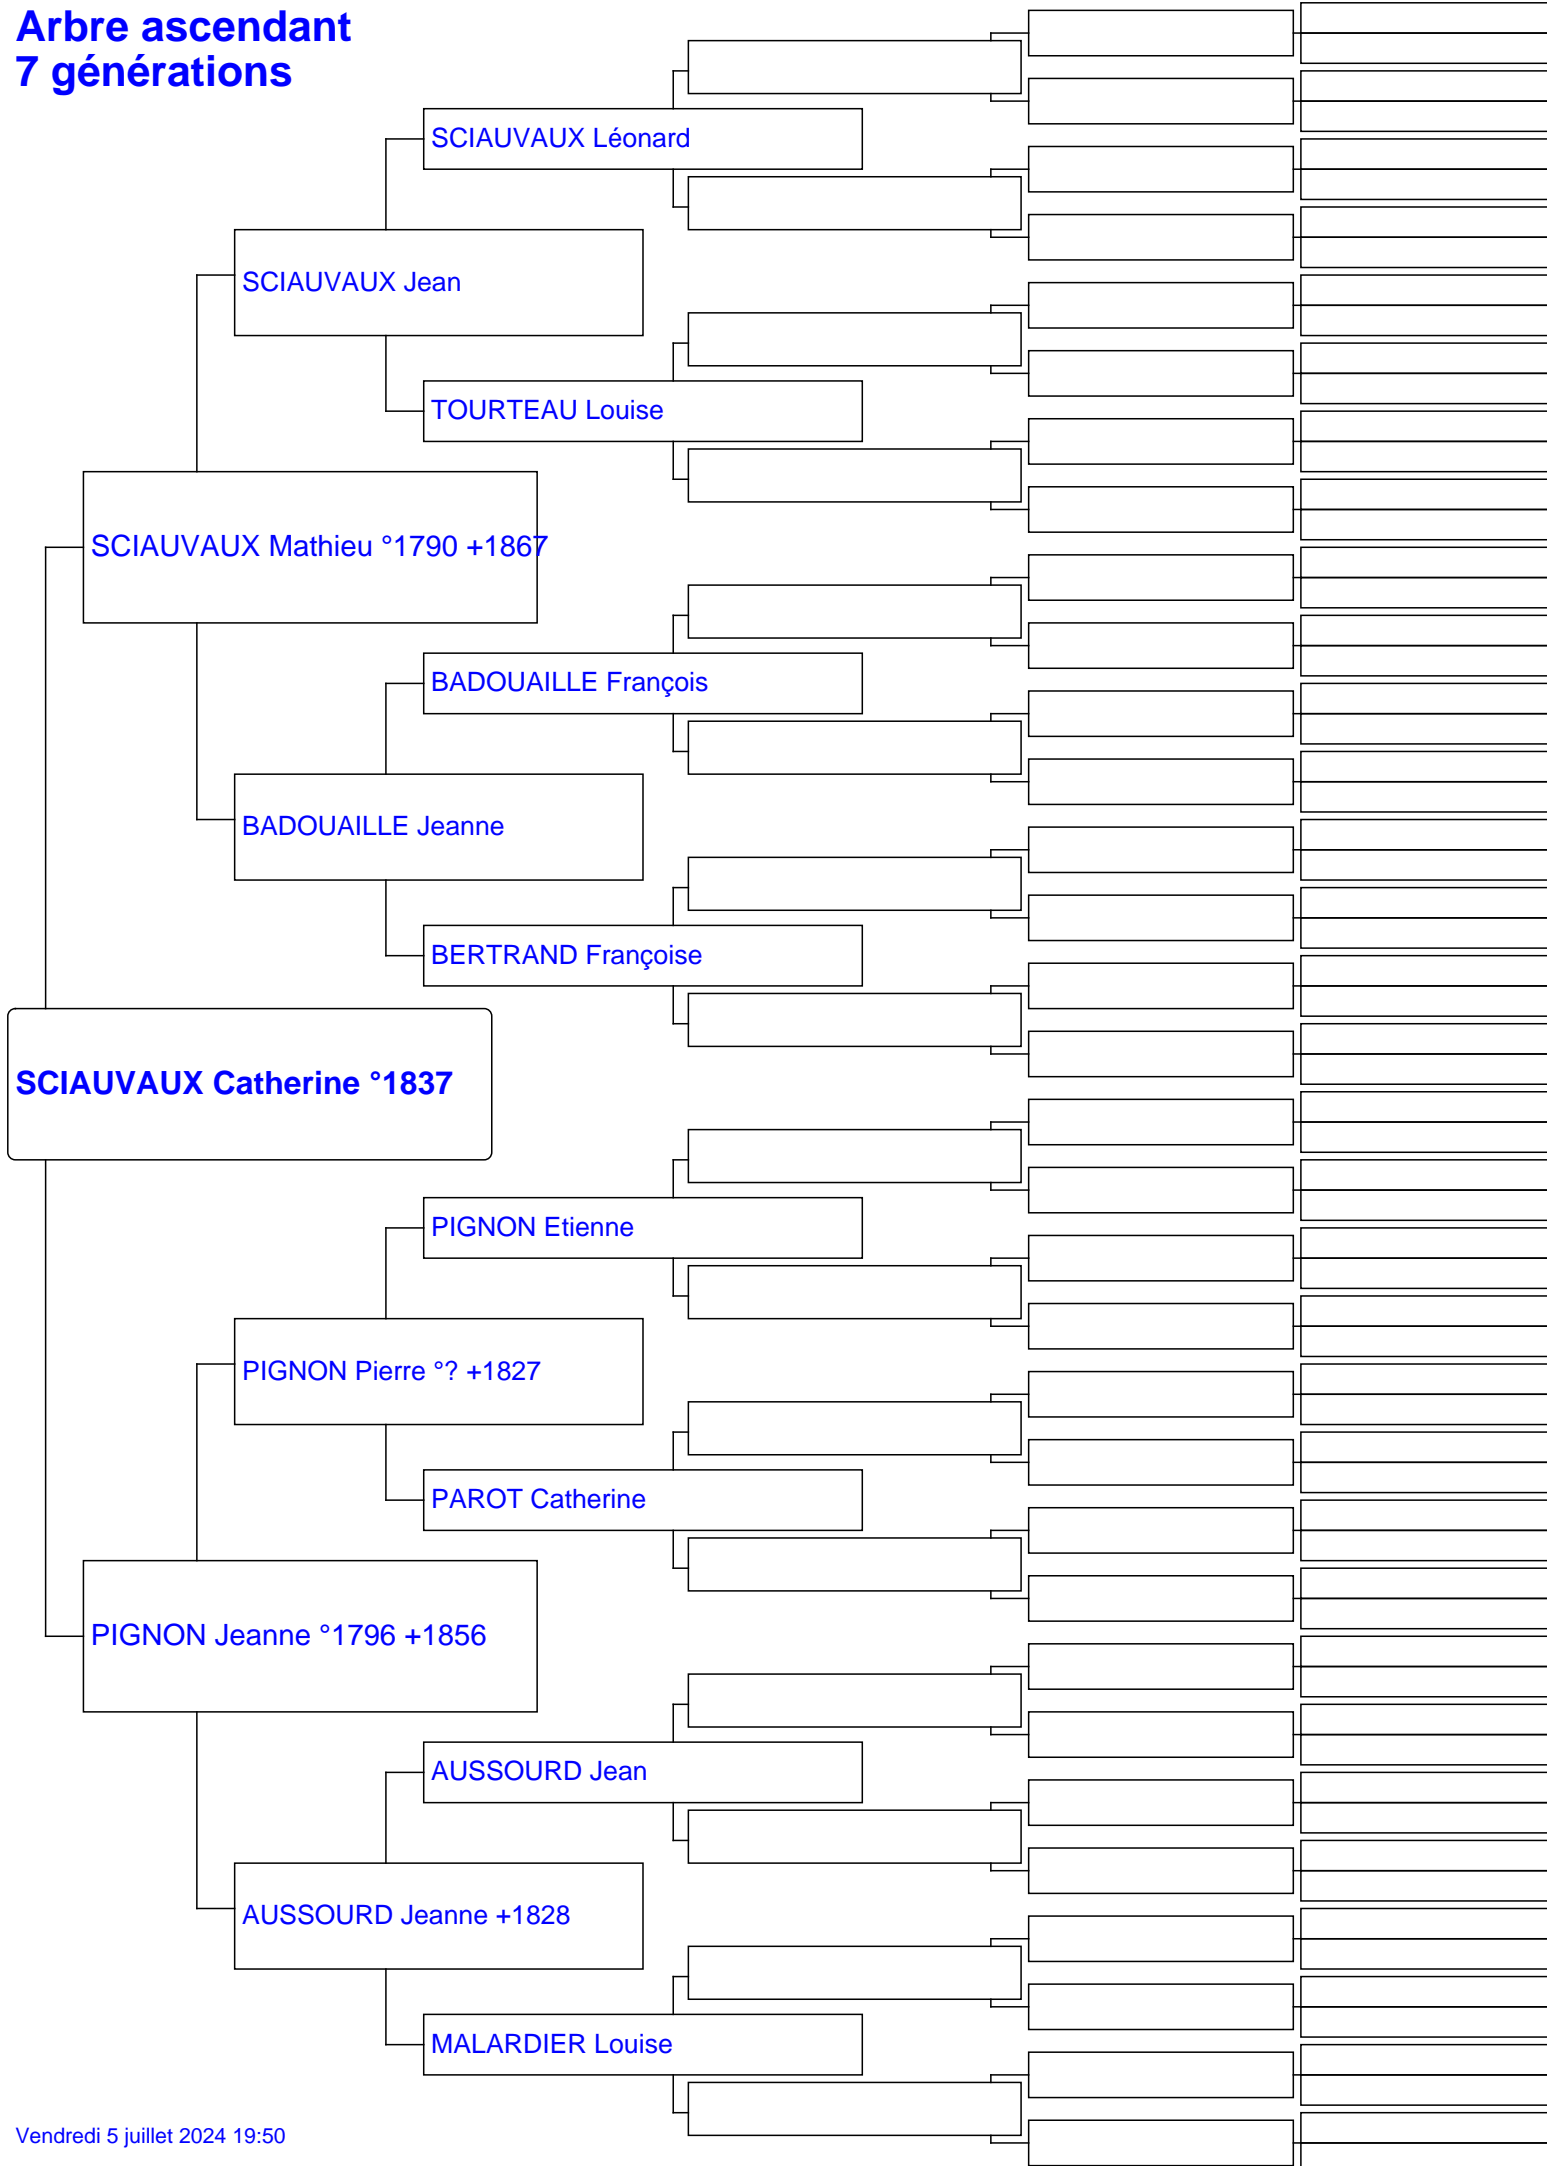 Arbre ascendant
7 générations
SCIAUVAUX Léonard
SCIAUVAUX Jean
TOURTEAU Louise
SCIAUVAUX Mathieu °1790 +1867
BADOUAILLE François
BADOUAILLE Jeanne
BERTRAND Françoise
SCIAUVAUX Catherine °1837
PIGNON Etienne
PIGNON Pierre °? +1827
PAROT Catherine
PIGNON Jeanne °1796 +1856
AUSSOURD Jean
AUSSOURD Jeanne +1828
MALARDIER Louise
Vendredi 5 juillet 2024 19:50